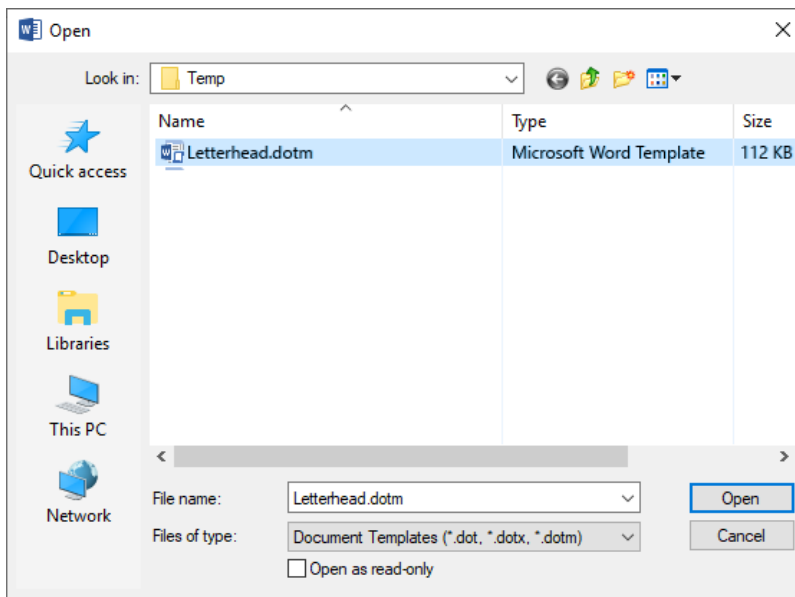 Open
Look in: Temp
Name Type Size
Letterhead.dotm Microsoft Word Template 112 KB
Quick access
Desktop
Libraries
This PC
Network
File name: Letterhead.dotm Open
Files of type: Document Templates (*.dot, *.dotx, *.dotm) Cancel
Open as read-only